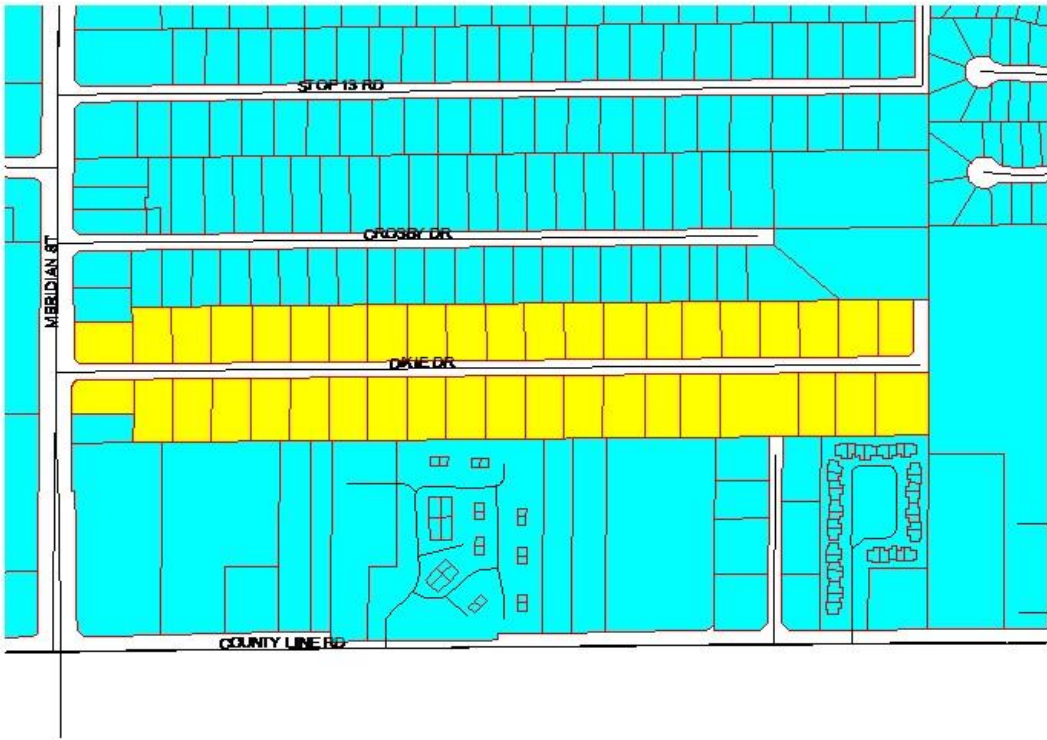 STOP 13 RD
CROSBY DR
MERIDIAN ST
DIXIE DR
COUNTY LINE RD